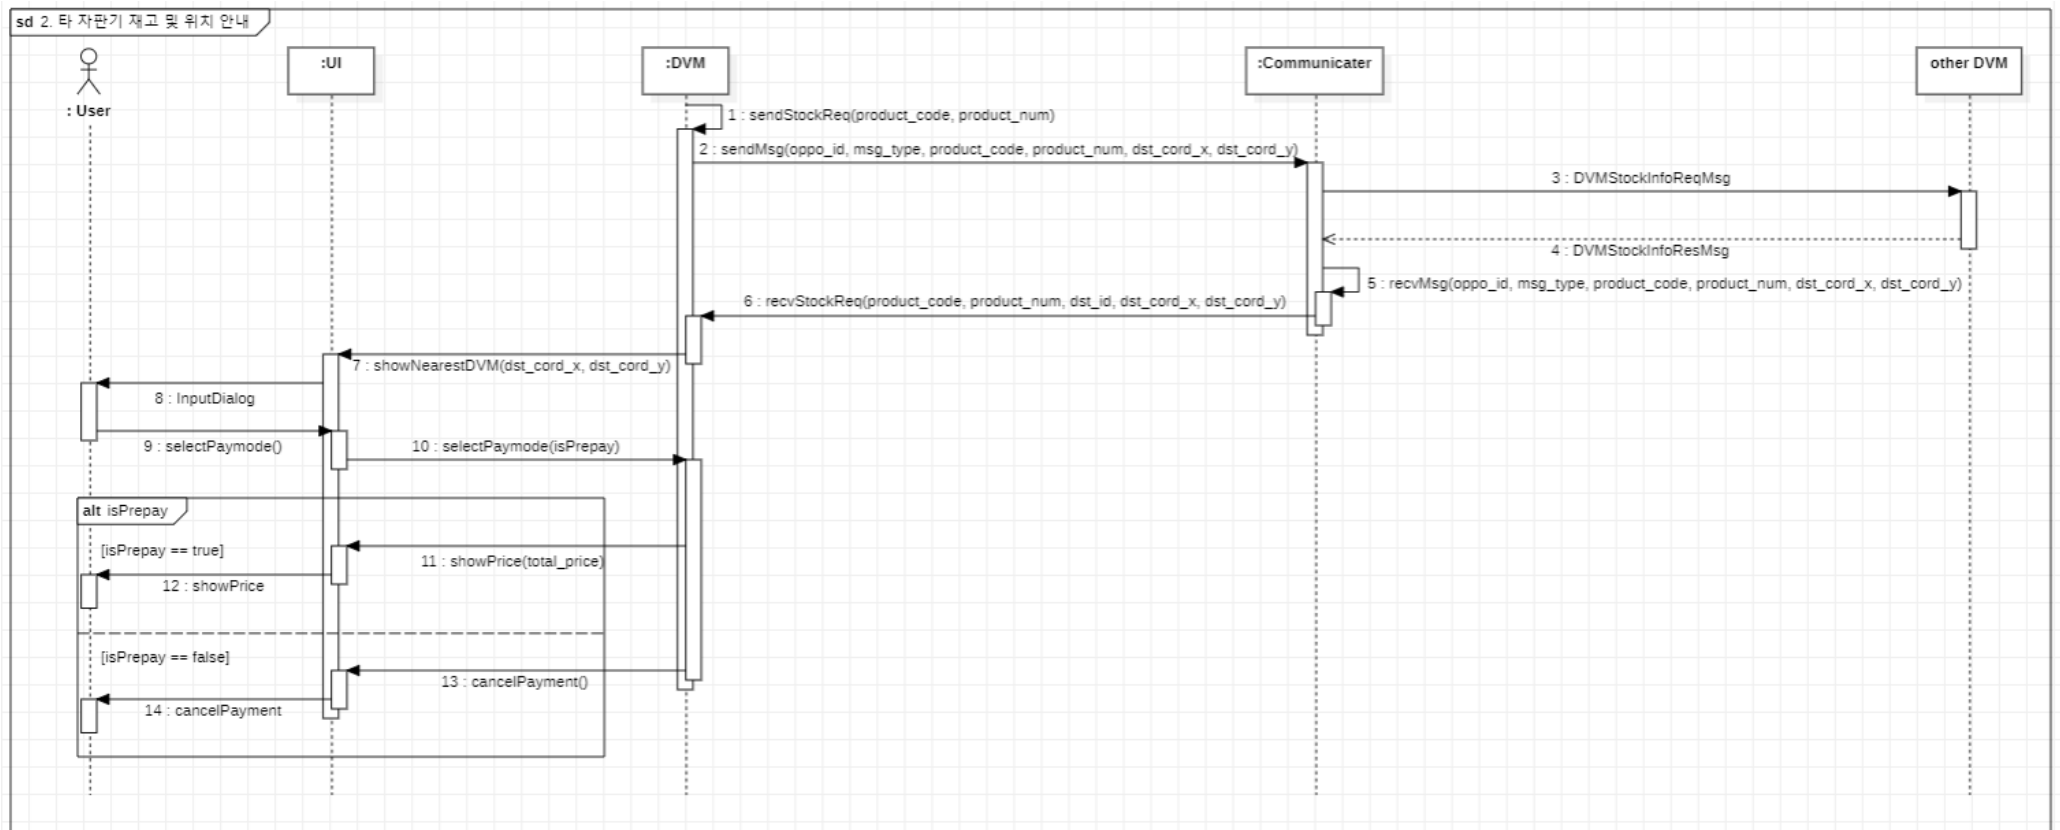 sd 2. 타 자판기 재고 및 위치 안내
: User
:UI
:DVM
:Communicater
other DVM
1 : sendStockReq(product_code, product_num)
2 : sendMsg(oppo_id, msg_type, product_code, product_num, dst_cord_x, dst_cord_y)
3 : DVMStockInfoReqMsg
4 : DVMStockInfoResMsg
5 : recvMsg(oppo_id, msg_type, product_code, product_num, dst_cord_x, dst_cord_y)
6 : recvStockReq(product_code, product_num, dst_id, dst_cord_x, dst_cord_y)
7 : showNearestDVM(dst_cord_x, dst_cord_y)
8 : InputDialog
9 : selectPaymode()
10 : selectPaymode(isPrepay)
alt isPrepay
[isPrepay == true]
11 : showPrice(total_price)
12 : showPrice
[isPrepay == false]
13 : cancelPayment()
14 : cancelPayment